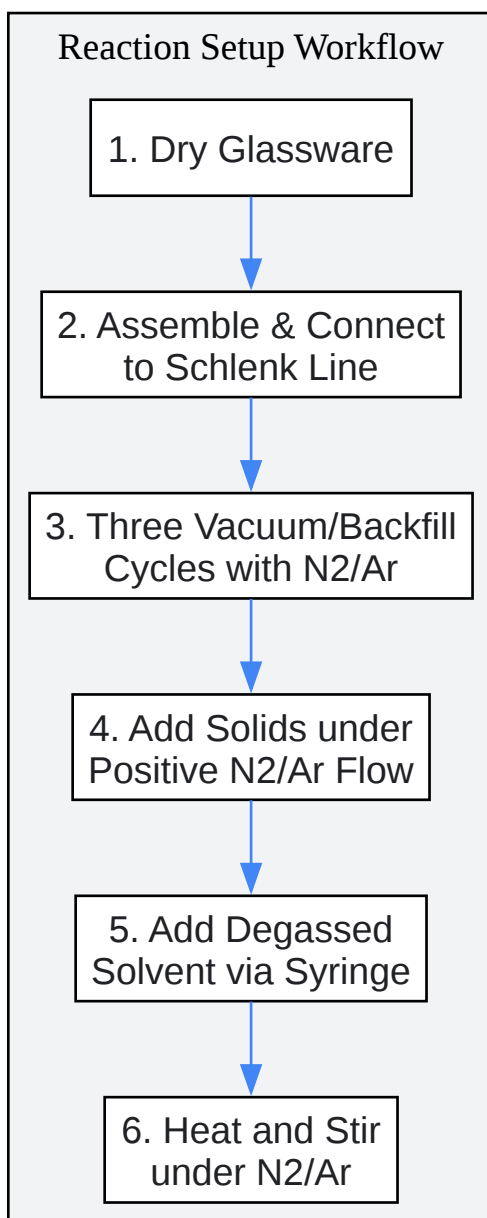 Reaction Setup Workflow
1. Dry Glassware
2. Assemble & Connect
to Schlenk Line
3. Three Vacuum/Backfill
Cycles with N2/Ar
4. Add Solids under
Positive N2/Ar Flow
5. Add Degassed
Solvent via Syringe
6. Heat and Stir
under N2/Ar